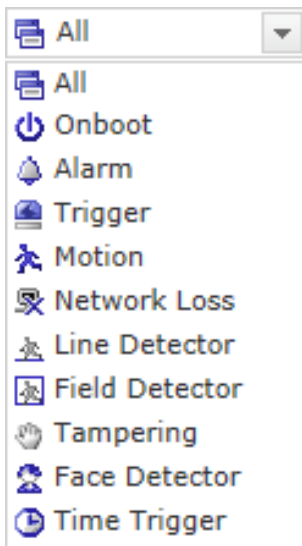 All
All
Onboot
Alarm
Trigger
Motion
Network Loss
Line Detector
Field Detector
Tampering
Face Detector
Time Trigger